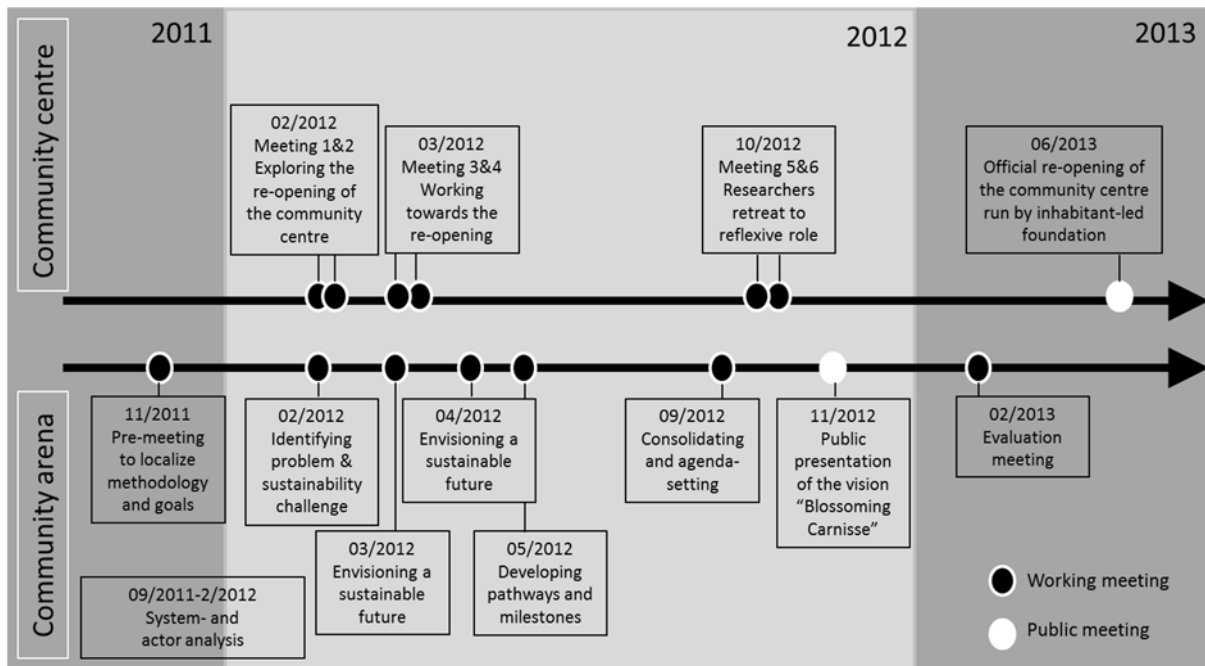 2011
2012
2013
Community centre
02/2012
Meeting 1&2
Exploring the
re-opening of
the community
centre
03/2012
Meeting 3&4
Working
towards the
re-opening
10/2012
Meeting 5&6
Researchers
retreat to
reflexive role
06/2013
Official re-opening of
the community centre
run by inhabitant-led
foundation
Community arena
11/2011
Pre-meeting
to localize
methodology
and goals
02/2012
Identifying
problem &
sustainability
challenge
04/2012
Envisioning a
sustainable
future
09/2012
Consolidating
and agenda-
setting
11/2012
Public
presentation
of the vision
“Blossoming
Carnisse”
02/2013
Evaluation
meeting
03/2012
Envisioning a
sustainable
future
05/2012
Developing
pathways and
milestones
09/2011-2/2012
System- and
actor analysis
Working meeting
Public meeting